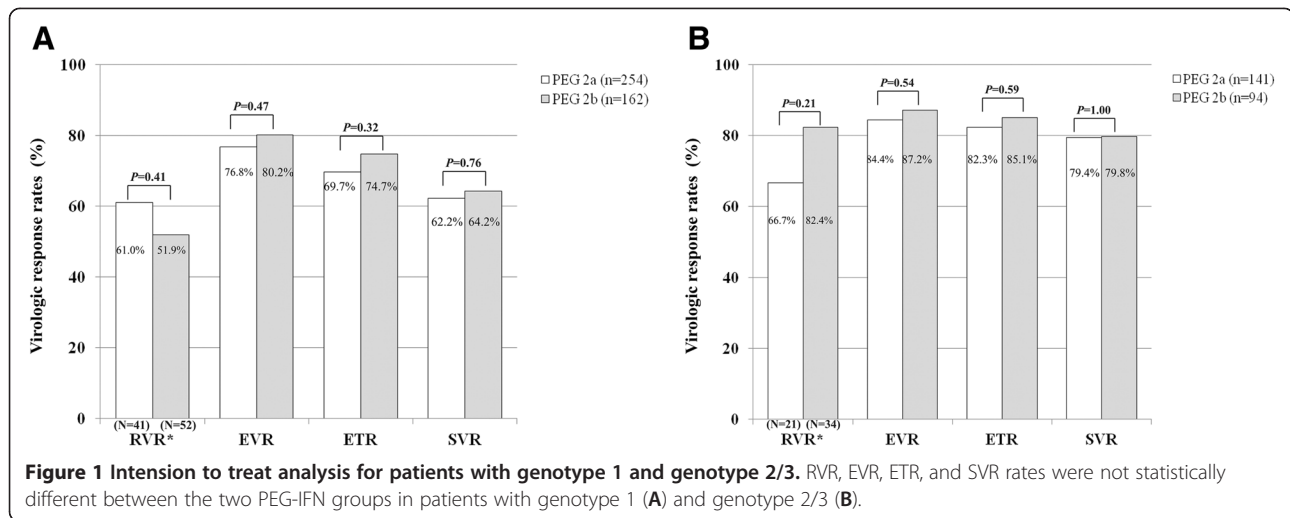 A
100
80
60
40
20
0
Virologic response rates (%)
PEG 2a (n=254)
PEG 2b (n=162)
P=0.41
P=0.47
P=0.32
P=0.76
61.0%
51.9%
76.8%
80.2%
69.7%
74.7%
62.2%
64.2%
(N=41) (N=52)
RVR* EVR ETR SVR
B
100
80
60
40
20
0
Virologic response rates (%)
PEG 2a (n=141)
PEG 2b (n=94)
P=0.21
P=0.54
P=0.59
P=1.00
66.7%
82.4%
84.4%
87.2%
82.3%
85.1%
79.4%
79.8%
(N=21) (N=34)
RVR* EVR ETR SVR
Figure 1 Intension to treat analysis for patients with genotype 1 and genotype 2/3. RVR, EVR, ETR, and SVR rates were not statistically
different between the two PEG-IFN groups in patients with genotype 1 (A) and genotype 2/3 (B).